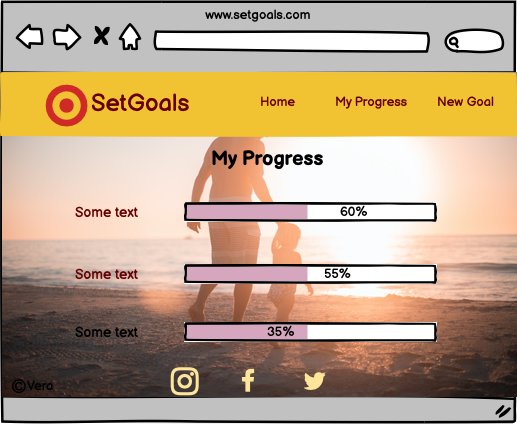 www.setgoals.com
SetGoals
Home My Progress New Goal
My Progress
Some text 60%
Some text 55%
Some text 35%
©Vero